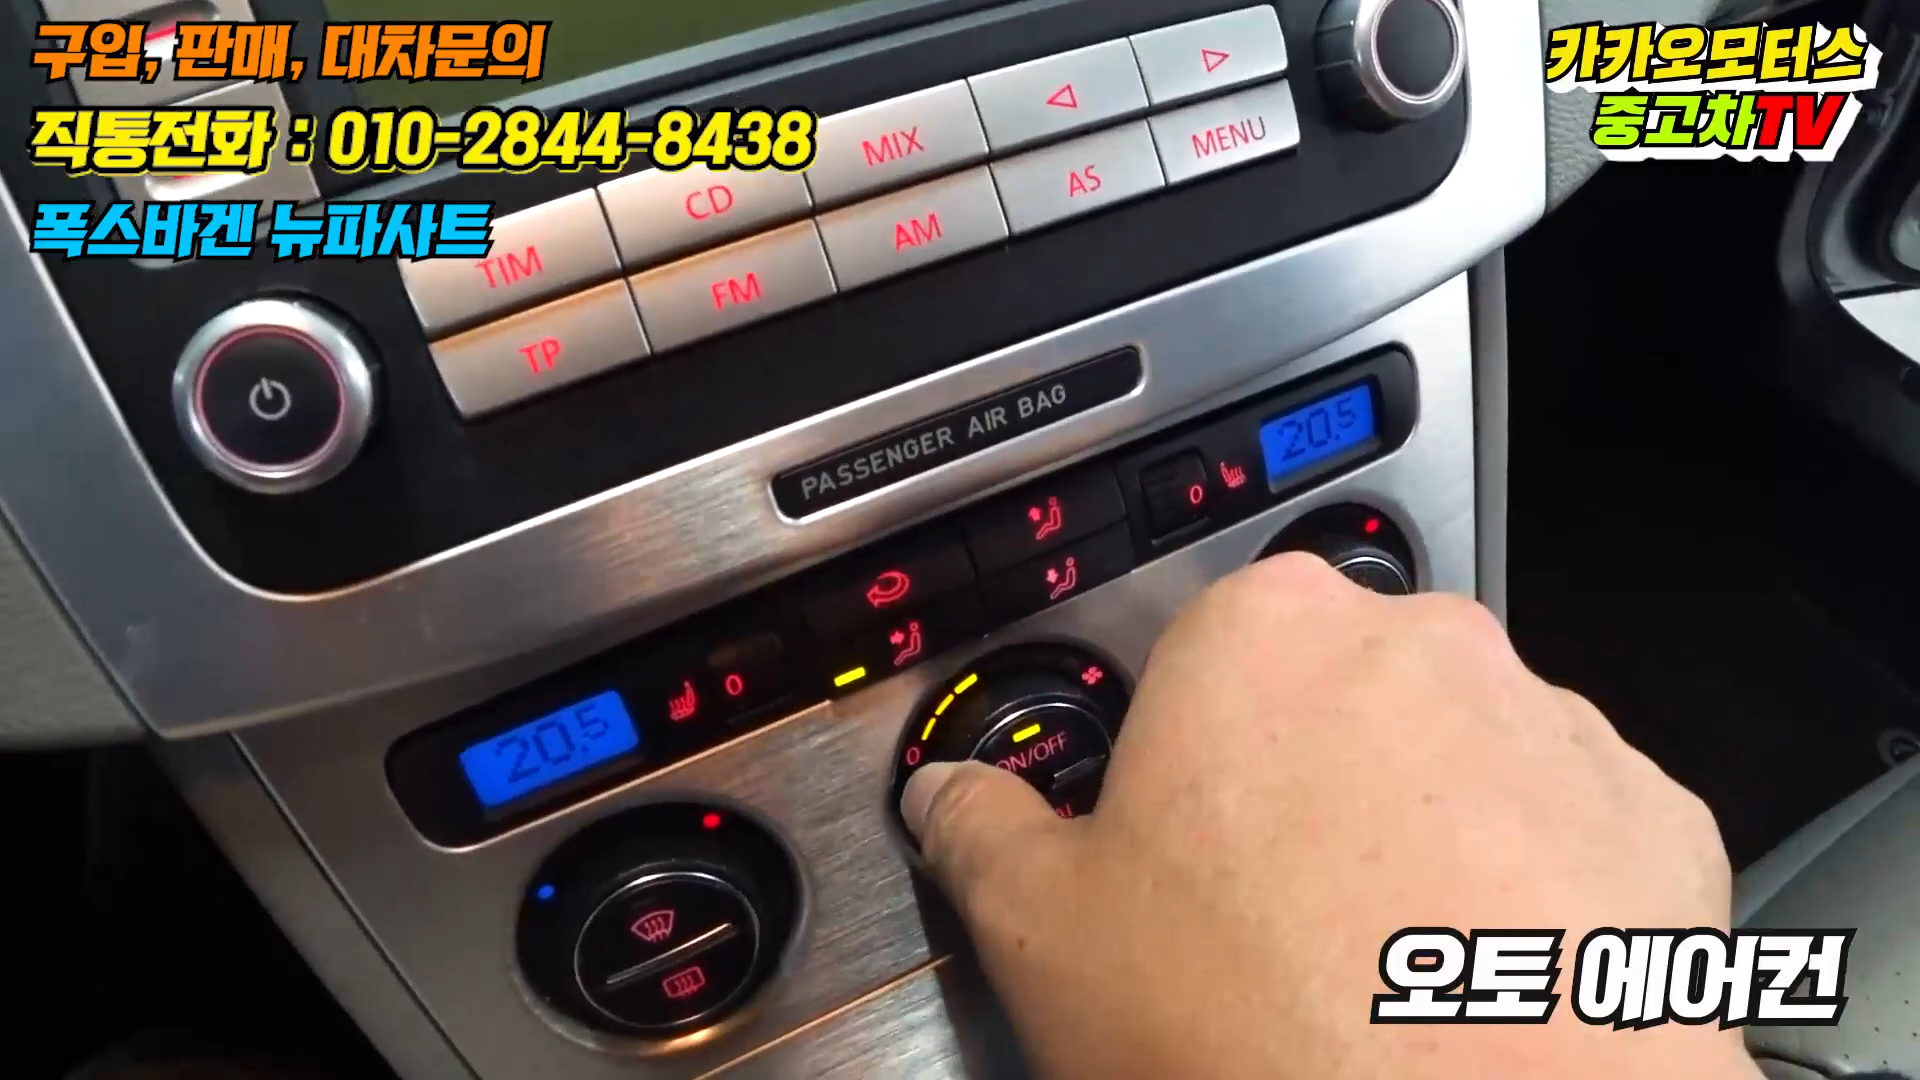 구입, 판매, 대차문의
직통전화 : 010-2844-8438
폭스바겐 뉴파사트
카카오모터스
중고차TV
MIX
CD
AS
MENU
TIM
FM
AM
TP
PASSENGER AIR BAG
20.5
0
20.5
0
0
ON/OFF
오토 에어컨